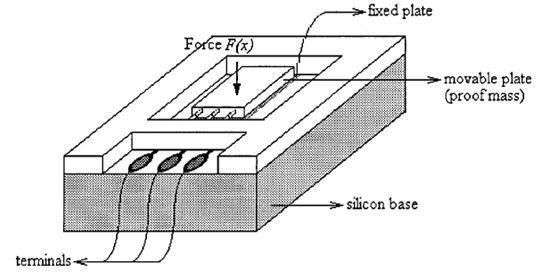 fixed plate
Force F(x)
movable plate
(proof mass)
silicon base
terminals